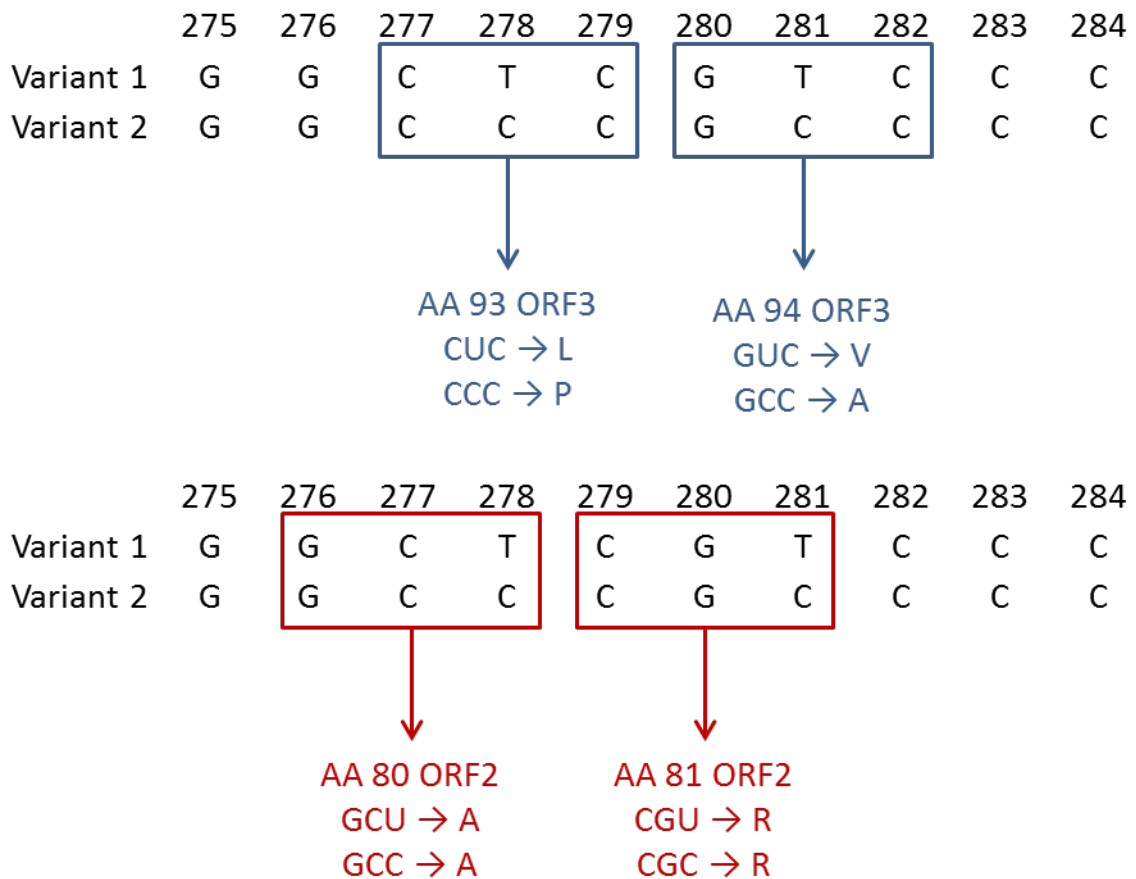 275 276 277 278 279 280 281 282 283 284
Variant 1 G G C T C G T C C C
Variant 2 G G C C C G C C C C
AA 93 ORF3
CUC → L
CCC → P
AA 94 ORF3
GUC → V
GCC → A
275 276 277 278 279 280 281 282 283 284
Variant 1 G G C T C G T C C C
Variant 2 G G C C C G C C C C
AA 80 ORF2
GCU → A
GCC → A
AA 81 ORF2
CGU → R
CGC → R